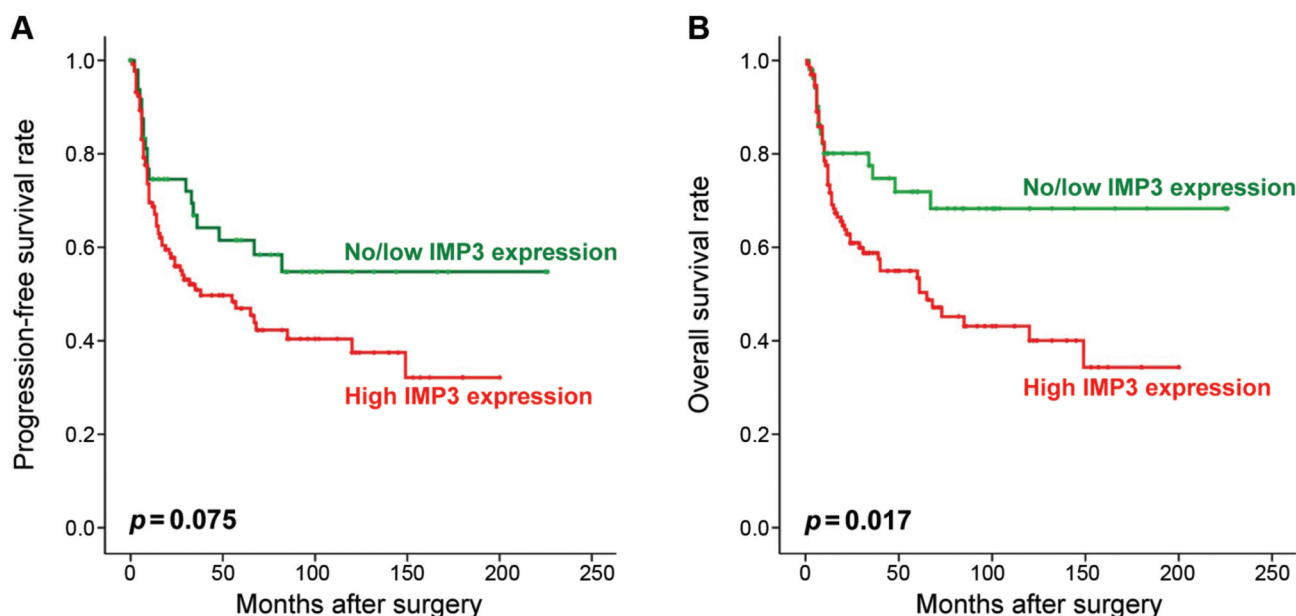 A
Progression-free survival rate
1.0
0.8
0.6
0.4
0.2
0.0
No/low IMP3 expression
High IMP3 expression
p=0.075
0 50 100 150 200 250
Months after surgery
B
Overall survival rate
1.0
0.8
0.6
0.4
0.2
0.0
No/low IMP3 expression
High IMP3 expression
p=0.017
0 50 100 150 200 250
Months after surgery